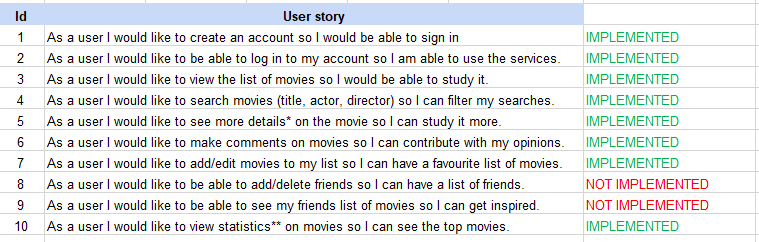 Id User story
1 As a user I would like to create an account so I would be able to sign in IMPLEMENTED
2 As a user I would like to be able to log in to my account so I am able to use the services. IMPLEMENTED
3 As a user I would like to view the list of movies so I would be able to study it. IMPLEMENTED
4 As a user I would like to search movies (title, actor, director) so I can filter my searches. IMPLEMENTED
5 As a user I would like to see more details* on the movie so I can study it more. IMPLEMENTED
6 As a user I would like to make comments on movies so I can contribute with my opinions. IMPLEMENTED
7 As a user I would like to add/edit movies to my list so I can have a favourite list of movies. IMPLEMENTED
8 As a user I would like to be able to add/delete friends so I can have a list of friends. NOT IMPLEMENTED
9 As a user I would like to be able to see my friends list of movies so I can get inspired. NOT IMPLEMENTED
10 As a user I would like to view statistics** on movies so I can see the top movies. IMPLEMENTED